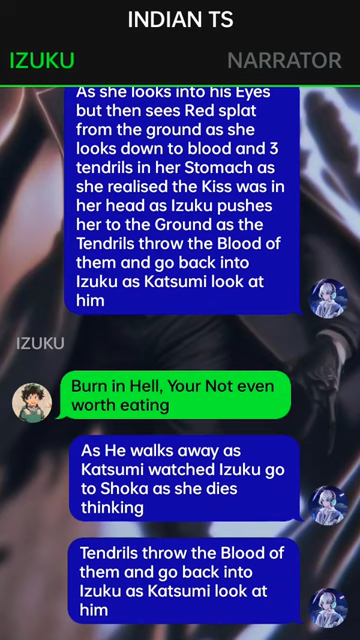 INDIAN TS
IZUKU NARRATOR
As she looks into his Eyes
but then sees Red splat
from the ground as she
looks down to blood and 3
tendrils in her Stomach as
she realised the Kiss was in
her head as Izuku pushes
her to the Ground as the
Tendrils throw the Blood of
them and go back into
Izuku as Katsumi look at
him
IZUKU
Burn in Hell, Your Not even
worth eating
As He walks away as
Katsumi watched Izuku go
to Shoka as she dies
thinking
Tendrils throw the Blood of
them and go back into
Izuku as Katsumi look at
him